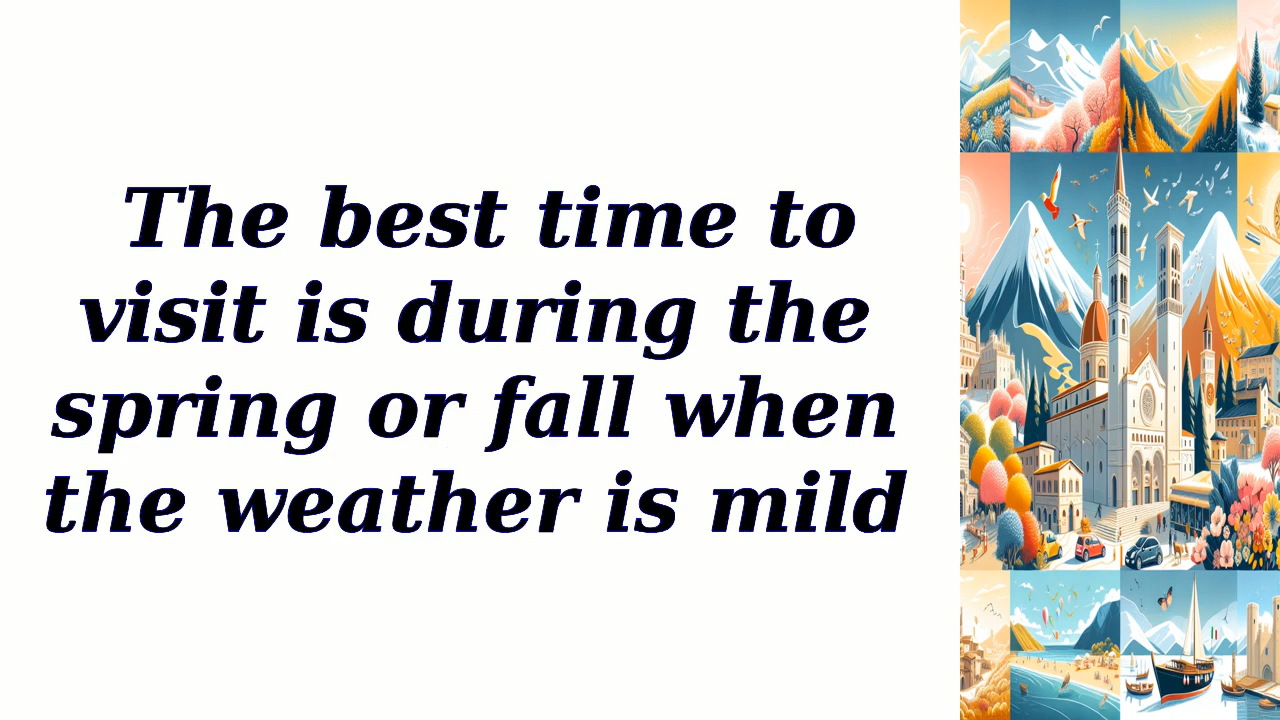 The best time to
visit is during the
spring or fall when
the weather is mild